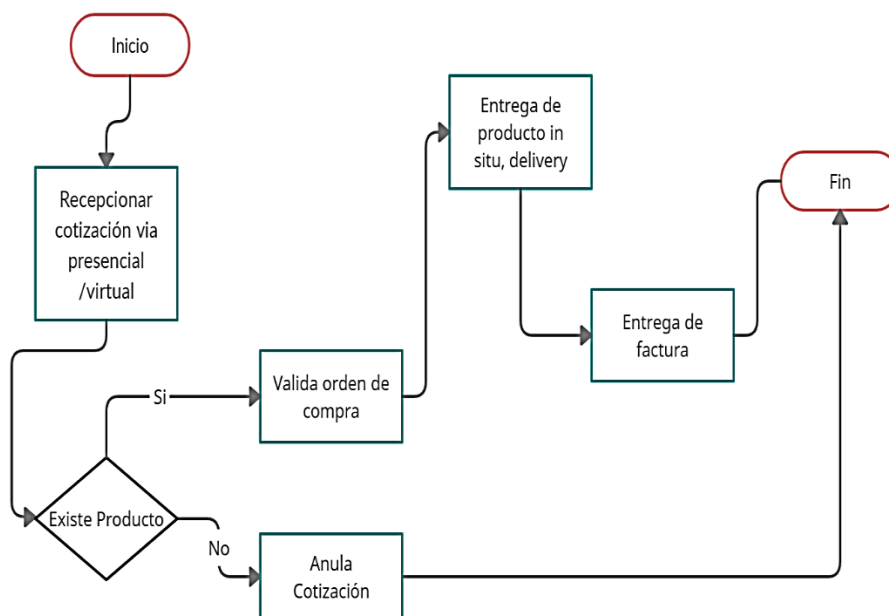 Inicio
Recepcionar
cotización via
presencial
/virtual
Existe Producto
Si
Valida orden de
compra
Entrega de
producto in
situ, delivery
Entrega de
factura
Fin
No
Anula
Cotización